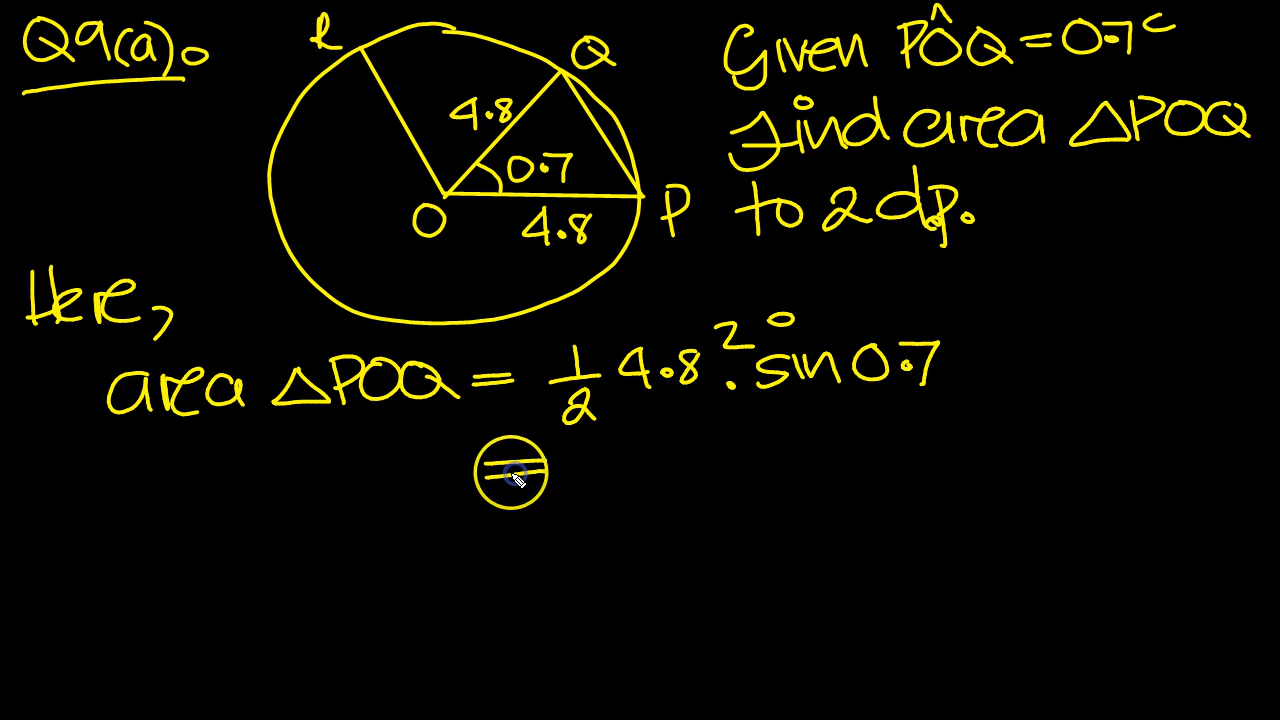 Q9(a).
Given PÔQ = 0.7ᶜ
find area △POQ
to 2 d.p.
R
Q
4.8
0.7
O
4.8
P
Here,
area △POQ = 1/2 4.8². sin 0.7
=